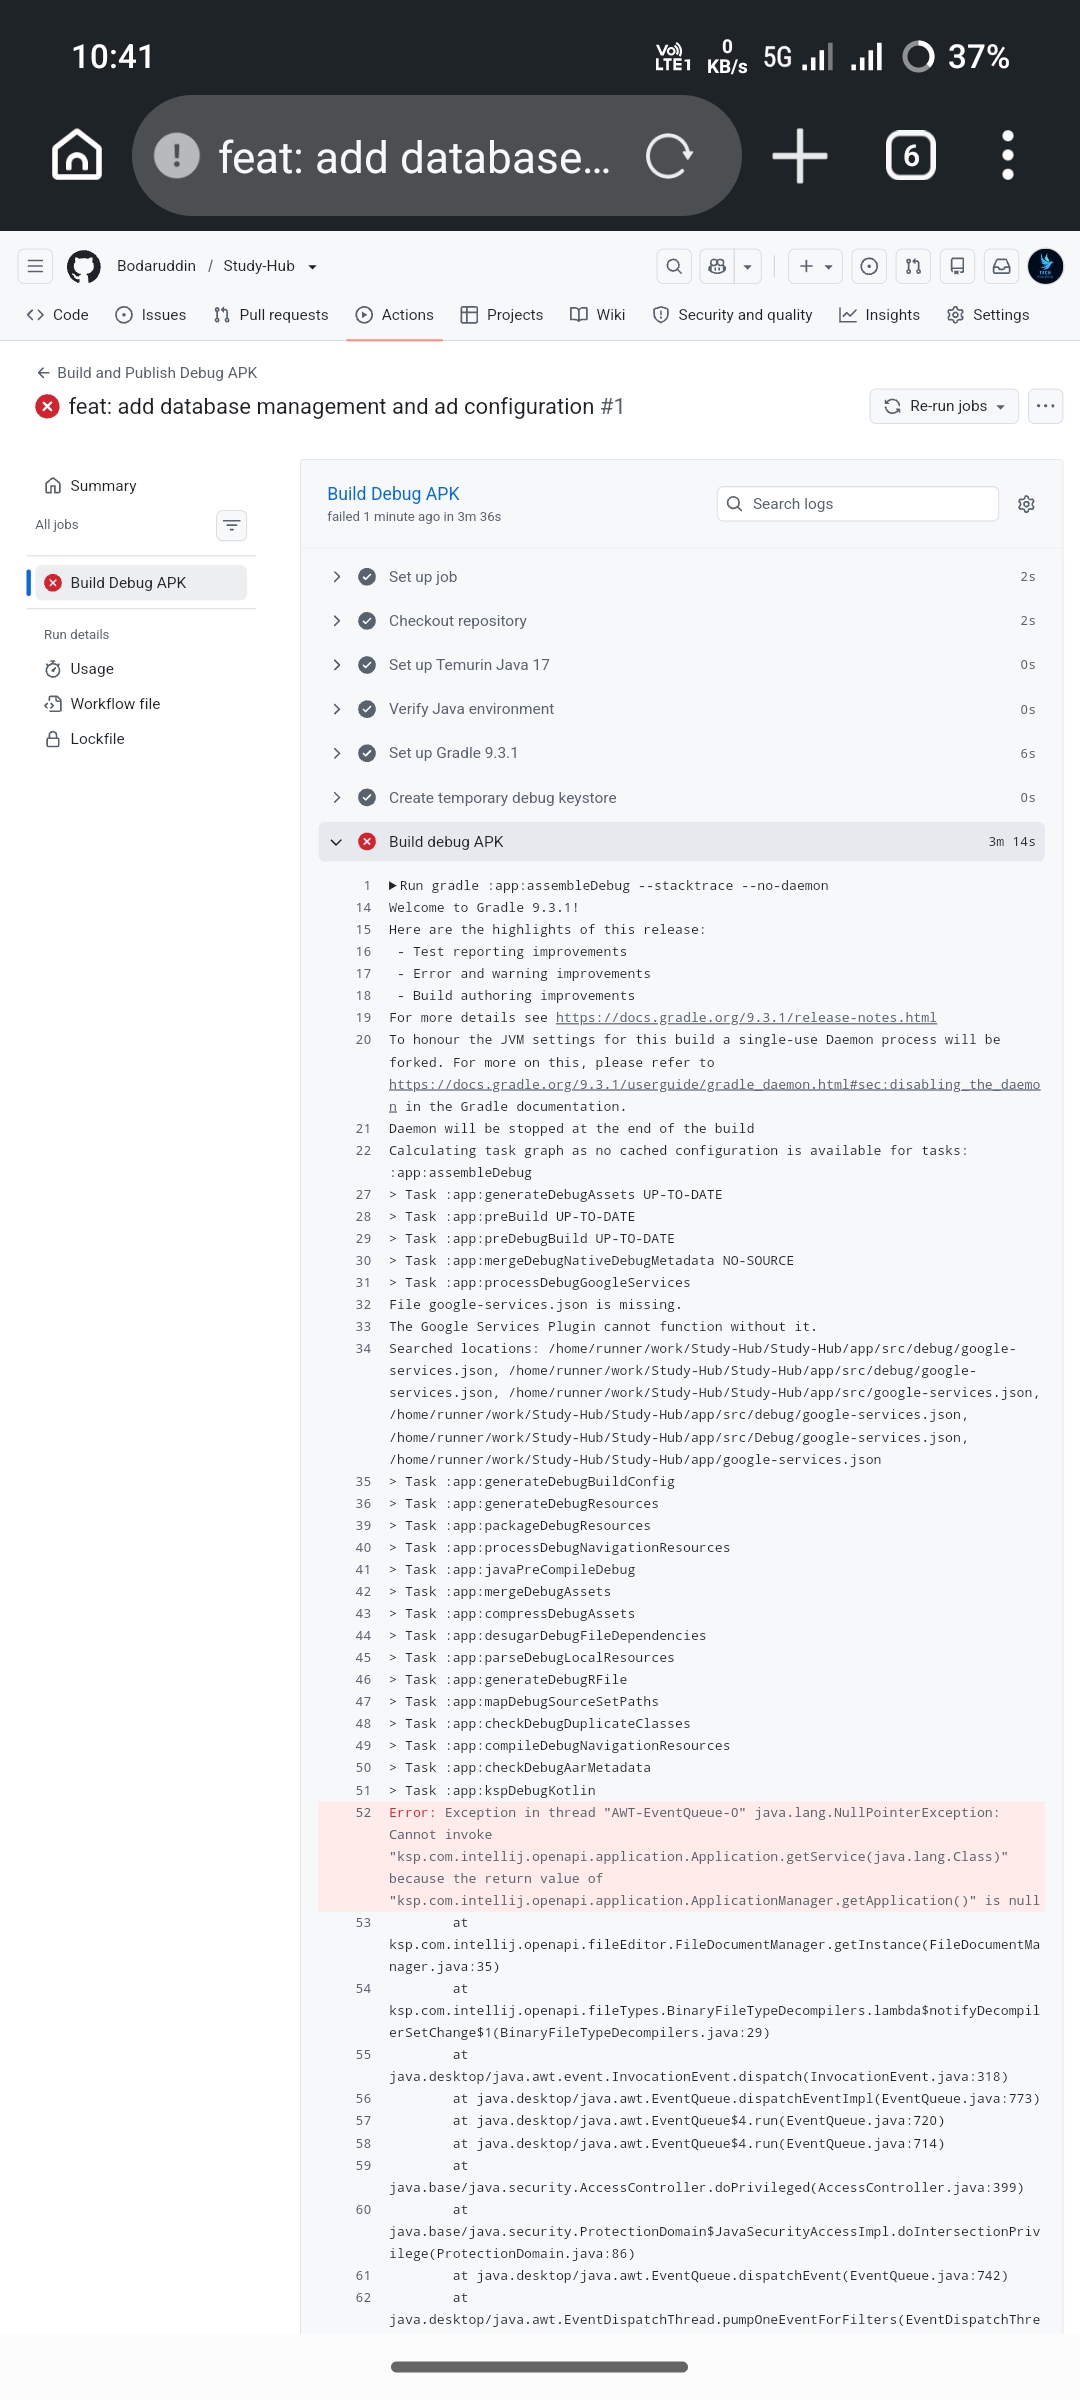 10:41
Vo)) LTE1
0 KB/s
5G
37%
feat: add database...
6
Bodaruddin / Study-Hub
Code
Issues
Pull requests
Actions
Projects
Wiki
Security and quality
Insights
Settings
Build and Publish Debug APK
feat: add database management and ad configuration #1
Re-run jobs
Summary
All jobs
Build Debug APK
Run details
Usage
Workflow file
Lockfile
Build Debug APK
failed 1 minute ago in 3m 36s
Search logs
Set up job 2s
Checkout repository 2s
Set up Temurin Java 17 0s
Verify Java environment 0s
Set up Gradle 9.3.1 6s
Create temporary debug keystore 0s
Build debug APK 3m 14s
1 Run gradle :app:assembleDebug --stacktrace --no-daemon
14 Welcome to Gradle 9.3.1!
15 Here are the highlights of this release:
16 - Test reporting improvements
17 - Error and warning improvements
18 - Build authoring improvements
19 For more details see https://docs.gradle.org/9.3.1/release-notes.html
20 To honour the JVM settings for this build a single-use Daemon process will be
forked. For more on this, please refer to
https://docs.gradle.org/9.3.1/userguide/gradle_daemon.html#sec:disabling_the_daemo
n in the Gradle documentation.
21 Daemon will be stopped at the end of the build
22 Calculating task graph as no cached configuration is available for tasks:
:app:assembleDebug
27 > Task :app:generateDebugAssets UP-TO-DATE
28 > Task :app:preBuild UP-TO-DATE
29 > Task :app:preDebugBuild UP-TO-DATE
30 > Task :app:mergeDebugNativeDebugMetadata NO-SOURCE
31 > Task :app:processDebugGoogleServices
32 File google-services.json is missing.
33 The Google Services Plugin cannot function without it.
34 Searched locations: /home/runner/work/Study-Hub/Study-Hub/app/src/debug/google-
services.json, /home/runner/work/Study-Hub/Study-Hub/app/src/debug/google-
services.json, /home/runner/work/Study-Hub/Study-Hub/app/src/google-services.json,
/home/runner/work/Study-Hub/Study-Hub/app/src/debug/google-services.json,
/home/runner/work/Study-Hub/Study-Hub/app/src/Debug/google-services.json,
/home/runner/work/Study-Hub/Study-Hub/app/google-services.json
35 > Task :app:generateDebugBuildConfig
36 > Task :app:generateDebugResources
39 > Task :app:packageDebugResources
40 > Task :app:processDebugNavigationResources
41 > Task :app:javaPreCompileDebug
42 > Task :app:mergeDebugAssets
43 > Task :app:compressDebugAssets
44 > Task :app:desugarDebugFileDependencies
45 > Task :app:parseDebugLocalResources
46 > Task :app:generateDebugRFile
47 > Task :app:mapDebugSourceSetPaths
48 > Task :app:checkDebugDuplicateClasses
49 > Task :app:compileDebugNavigationResources
50 > Task :app:checkDebugAarMetadata
51 > Task :app:kspDebugKotlin
52 Error: Exception in thread "AWT-EventQueue-0" java.lang.NullPointerException:
Cannot invoke
"ksp.com.intellij.openapi.application.Application.getService(java.lang.Class)"
because the return value of
"ksp.com.intellij.openapi.application.ApplicationManager.getApplication()" is null
53 at
ksp.com.intellij.openapi.fileEditor.FileDocumentManager.getInstance(FileDocumentMa
nager.java:35)
54 at
ksp.com.intellij.openapi.fileTypes.BinaryFileTypeDecompilers.lambda$notifyDecompil
erSetChange$1(BinaryFileTypeDecompilers.java:29)
55 at
java.desktop/java.awt.event.InvocationEvent.dispatch(InvocationEvent.java:318)
56 at java.desktop/java.awt.EventQueue.dispatchEventImpl(EventQueue.java:773)
57 at java.desktop/java.awt.EventQueue$4.run(EventQueue.java:720)
58 at java.desktop/java.awt.EventQueue$4.run(EventQueue.java:714)
59 at
java.base/java.security.AccessController.doPrivileged(AccessController.java:399)
60 at
java.base/java.security.ProtectionDomain$JavaSecurityAccessImpl.doIntersectionPriv
ilege(ProtectionDomain.java:86)
61 at java.desktop/java.awt.EventQueue.dispatchEvent(EventQueue.java:742)
62 at
java.desktop/java.awt.EventDispatchThread.pumpOneEventForFilters(EventDispatchThre